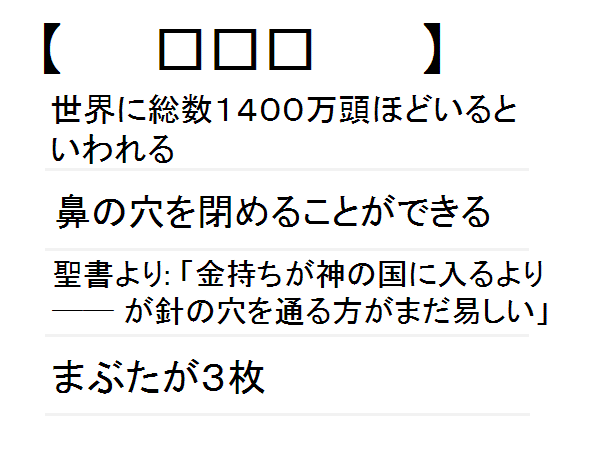 【 □□□ 】
世界に総数１４００万頭ほどいると
いわれる
鼻の穴を閉めることができる
聖書より: 「金持ちが神の国に入るより
―― が針の穴を通る方がまだ易しい」
まぶたが３枚